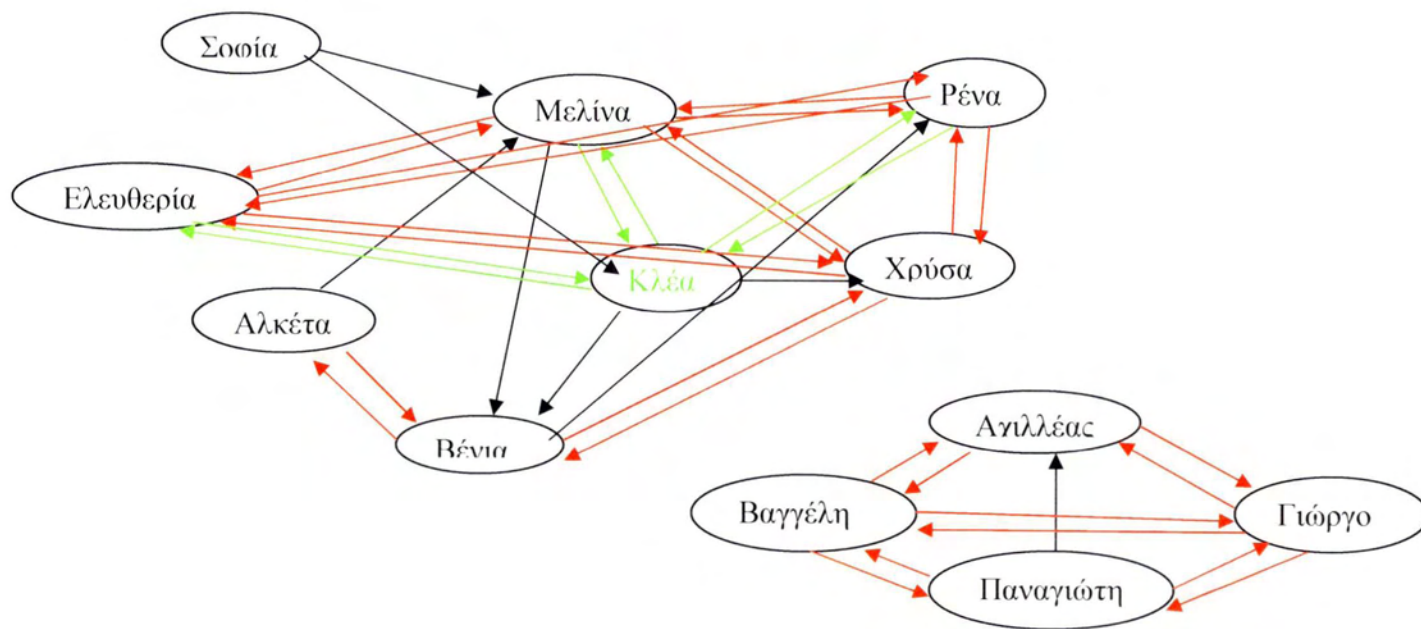 Σοφία
Μελίνα
Ρένα
Ελευθερία
Κλέα
Χρύσα
Αλκέτα
Βένια
Αχιλλέας
Βαγγέλη
Γιώργο
Παναγιώτη